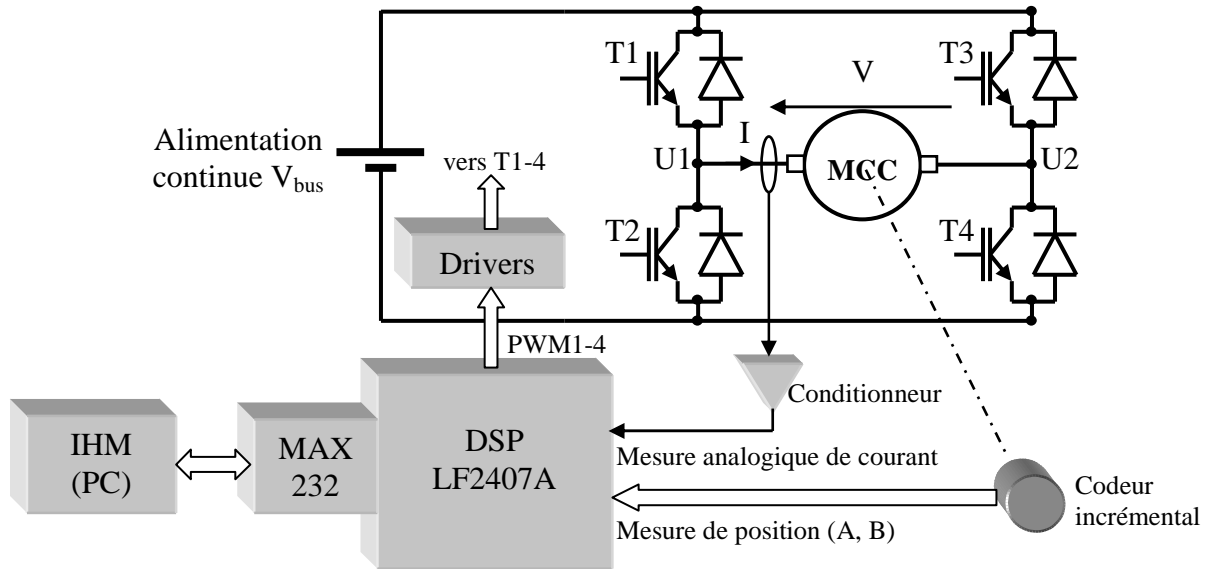 T1
T3
V
Alimentation
continue Vbus
vers T1-4
I
U1
MCC
U2
T2
T4
Drivers
PWM1-4
Conditionneur
IHM
(PC)
MAX
232
DSP
LF2407A
Mesure analogique de courant
Mesure de position (A, B)
Codeur
incrémental